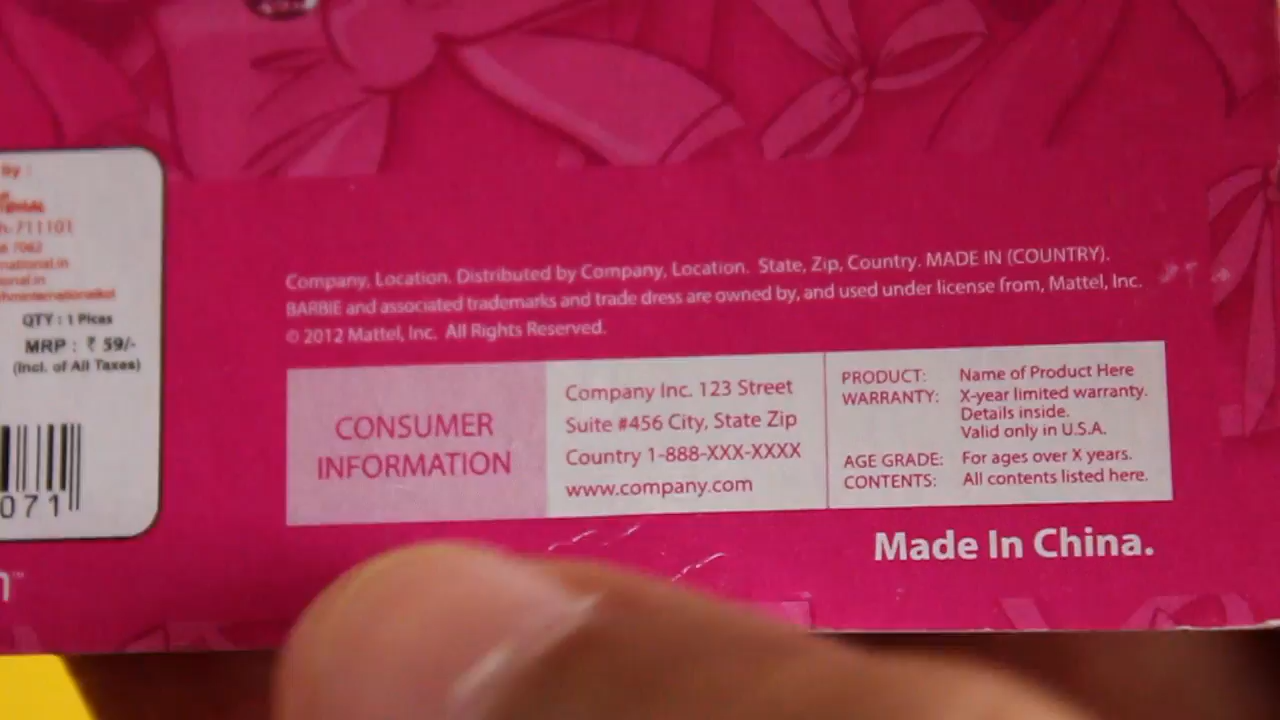 by :
711101
7062
QTY : 1 Pices
MRP : ₹ 59/-
(Incl. of All Taxes)
071
Company, Location. Distributed by Company, Location. State, Zip, Country. MADE IN (COUNTRY).
BARBIE and associated trademarks and trade dress are owned by, and used under license from, Mattel, Inc.
© 2012 Mattel, Inc. All Rights Reserved.
CONSUMER
INFORMATION
Company Inc. 123 Street
Suite #456 City, State Zip
Country 1-888-XXX-XXXX
www.company.com
PRODUCT: Name of Product Here
WARRANTY: X-year limited warranty.
Details inside.
Valid only in U.S.A.
AGE GRADE: For ages over X years.
CONTENTS: All contents listed here.
Made In China.